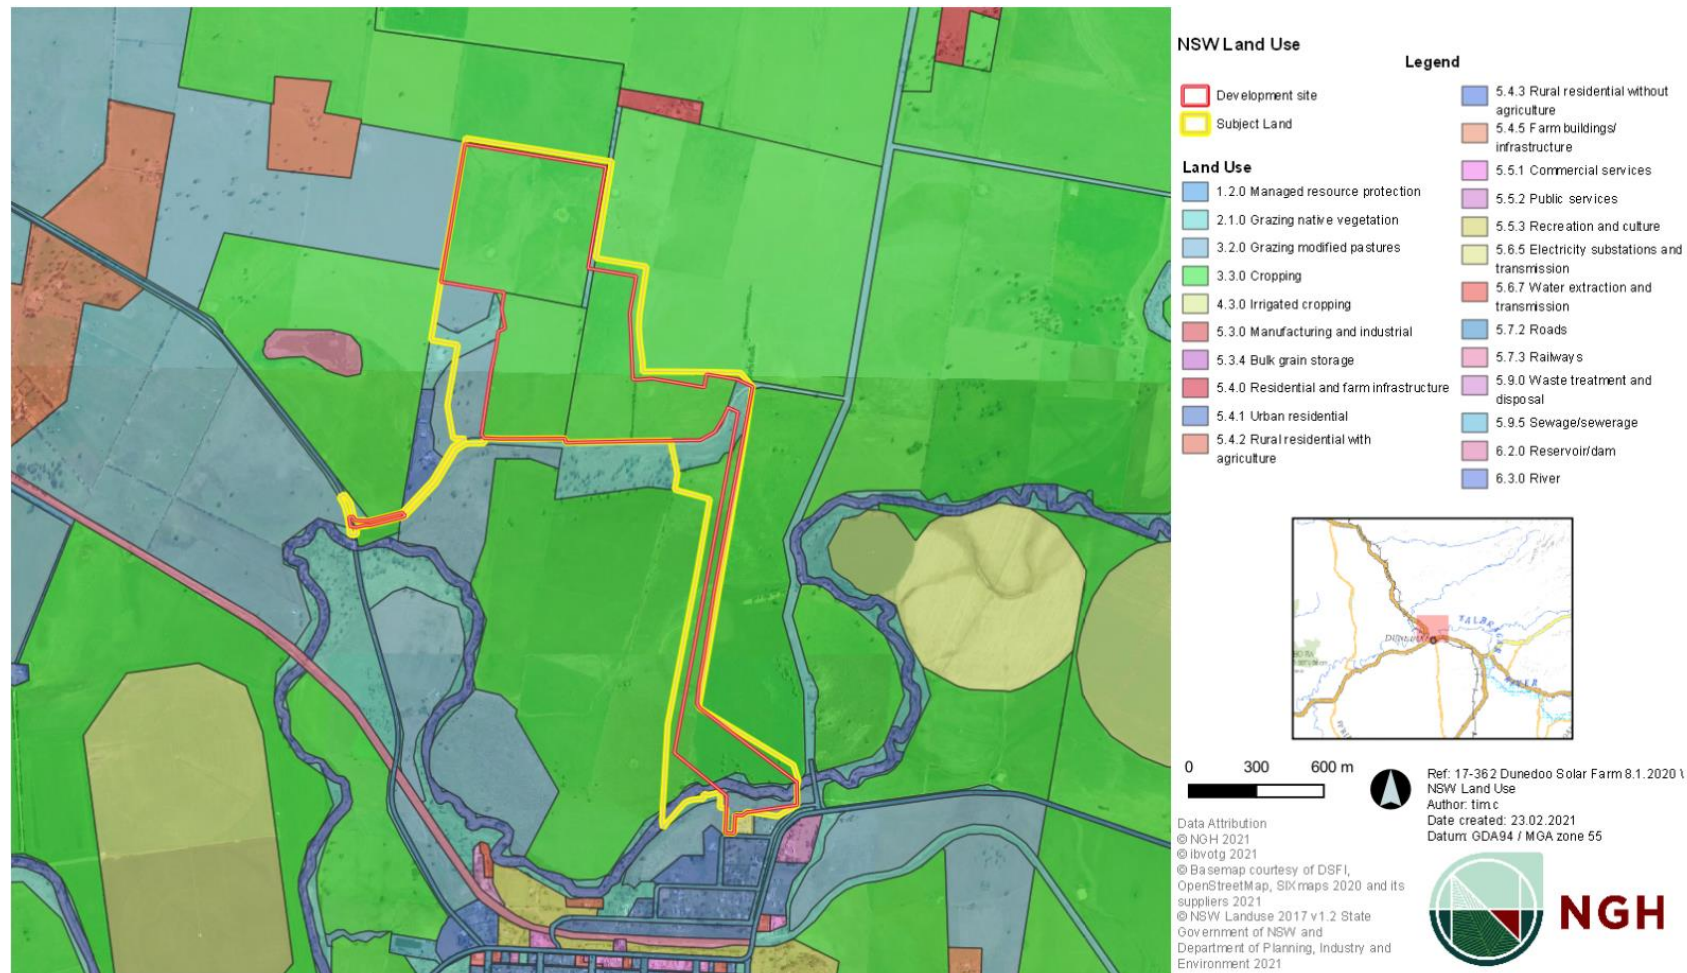 NSW Land Use
Legend
Development site
Subject Land
Land Use
1.2.0 Managed resource protection
2.1.0 Grazing native vegetation
3.2.0 Grazing modified pastures
3.3.0 Cropping
4.3.0 Irrigated cropping
5.3.0 Manufacturing and industrial
5.3.4 Bulk grain storage
5.4.0 Residential and farm infrastructure
5.4.1 Urban residential
5.4.2 Rural residential with
agriculture
5.4.3 Rural residential without
agriculture
5.4.5 Farm buildings/
infrastructure
5.5.1 Commercial services
5.5.2 Public services
5.5.3 Recreation and culture
5.6.5 Electricity substations and
transmission
5.6.7 Water extraction and
transmission
5.7.2 Roads
5.7.3 Railways
5.9.0 Waste treatment and
disposal
5.9.5 Sewage/sewerage
6.2.0 Reservoir/dam
6.3.0 River
0 300 600 m
Ref: 17-362 Dunedoo Solar Farm 8.1.2020 \
NSW Land Use
Author: tim.c
Date created: 23.02.2021
Datum: GDA94 / MGA zone 55
Data Attribution
© NGH 2021
© ibvotg 2021
© Basemap courtesy of DSFI,
OpenStreetMap, SIXmaps 2020 and its
suppliers 2021
© NSW Landuse 2017 v1.2 State
Government of NSW and
Department of Planning, Industry and
Environment 2021
NGH